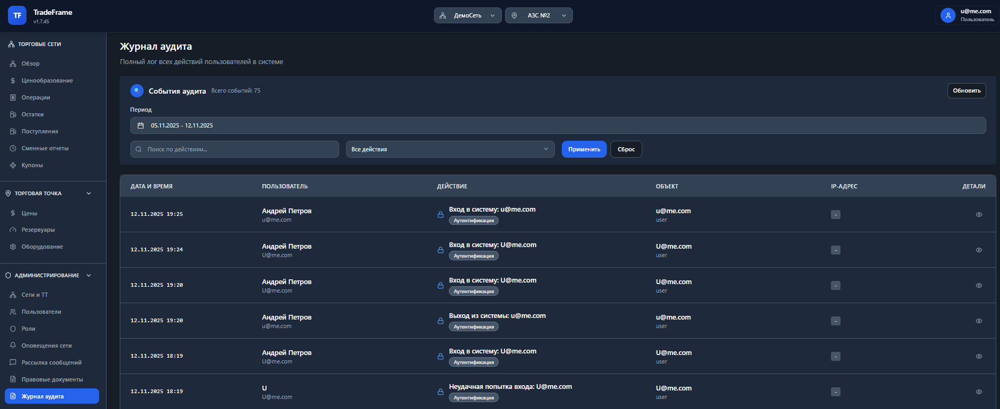 TF
TradeFrame
v1.7.45
ДемоСеть
АЗС №2
u@me.com
Пользователь
ТОРГОВЫЕ СЕТИ
Обзор
Ценообразование
Операции
Остатки
Поступления
Сменные отчеты
Купоны
ТОРГОВАЯ ТОЧКА
Цены
Резервуары
Оборудование
АДМИНИСТРИРОВАНИЕ
Сети и ТТ
Пользователи
Роли
Оповещения сети
Рассылка сообщений
Правовые документы
Журнал аудита
Журнал аудита
Полный лог всех действий пользователей в системе
События аудита Всего событий: 75
Обновить
Период
05.11.2025 - 12.11.2025
Поиск по действиям...
Все действия
Применить
Сброс
ДАТА И ВРЕМЯ ПОЛЬЗОВАТЕЛЬ ДЕЙСТВИЕ ОБЪЕКТ IP-АДРЕС ДЕТАЛИ
12.11.2025 19:25
Андрей Петров
u@me.com
Вход в систему: u@me.com
Аутентификация
u@me.com
user
-
12.11.2025 19:24
Андрей Петров
U@me.com
Вход в систему: U@me.com
Аутентификация
U@me.com
user
-
12.11.2025 19:20
Андрей Петров
U@me.com
Вход в систему: U@me.com
Аутентификация
U@me.com
user
-
12.11.2025 19:20
Андрей Петров
u@me.com
Выход из системы: u@me.com
Аутентификация
u@me.com
user
-
12.11.2025 18:19
Андрей Петров
U@me.com
Вход в систему: U@me.com
Аутентификация
U@me.com
user
-
12.11.2025 18:19
U
U@me.com
Неудачная попытка входа: U@me.com
Аутентификация
U@me.com
user
-